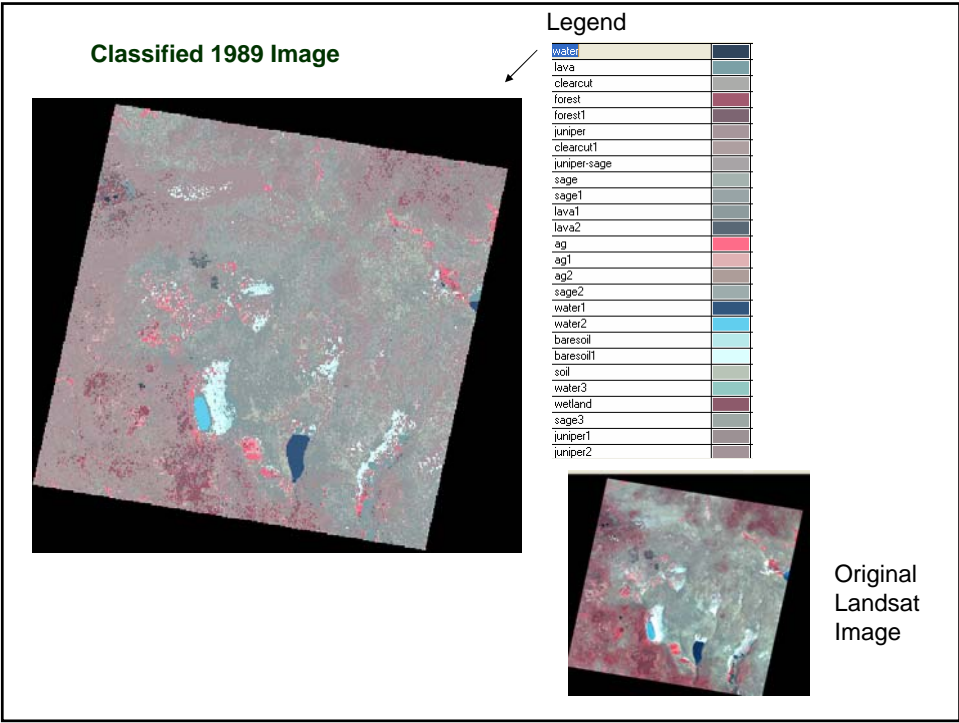 Classified 1989 Image
Legend
water
lava
clearcut
forest
forest1
juniper
clearcut1
juniper-sage
sage
sage1
lava1
lava2
ag
ag1
ag2
sage2
water1
water2
baresoil
baresoil1
soil
water3
wetland
sage3
juniper1
juniper2
Original
Landsat
Image